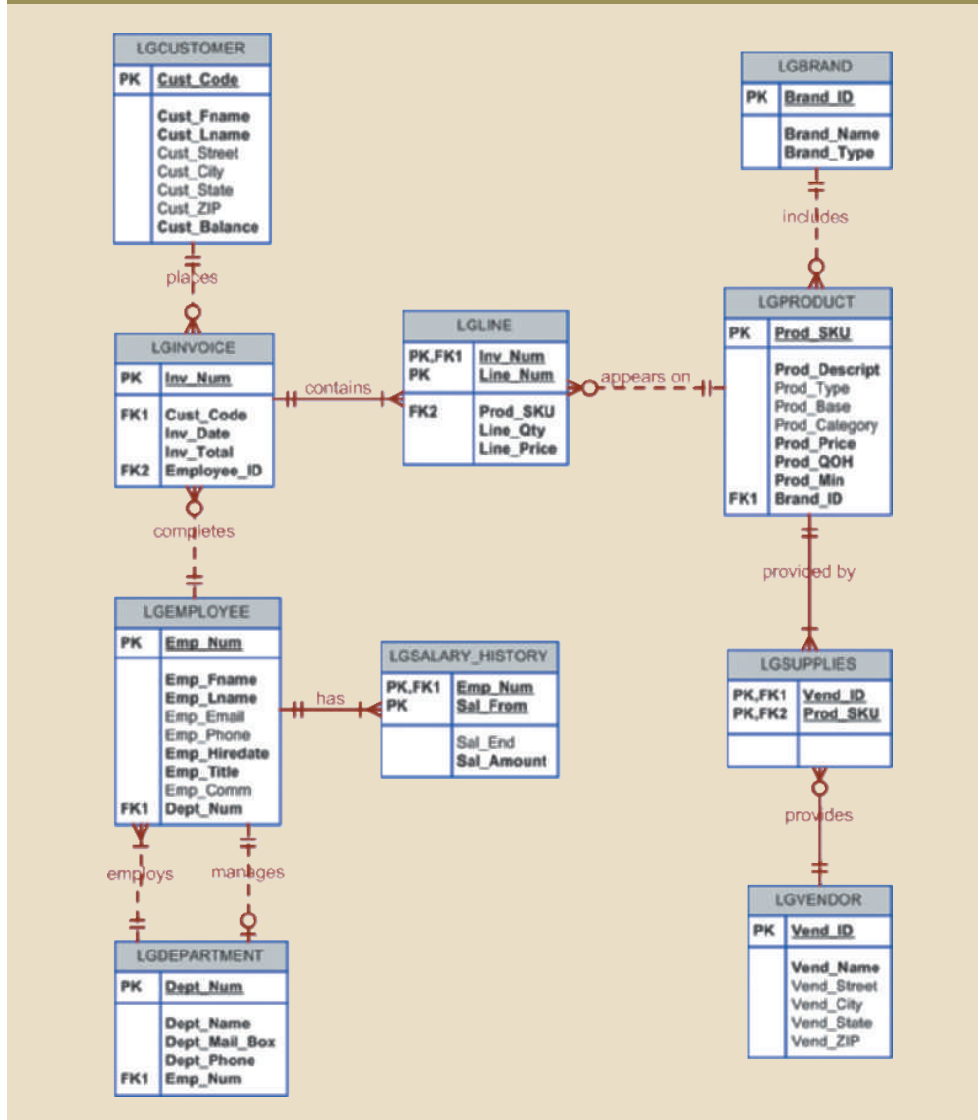 LGCUSTOMER
PK Cust_Code
Cust_Fname
Cust_Lname
Cust_Street
Cust_City
Cust_State
Cust_ZIP
Cust_Balance
places
LGINVOICE
PK Inv_Num
FK1 Cust_Code
Inv_Date
Inv_Total
FK2 Employee_ID
contains
LGLINE
PK,FK1 Inv_Num
PK Line_Num
FK2 Prod_SKU
Line_Qty
Line_Price
appears on
LGBRAND
PK Brand_ID
Brand_Name
Brand_Type
includes
LGPRODUCT
PK Prod_SKU
Prod_Descript
Prod_Type
Prod_Base
Prod_Category
Prod_Price
Prod_QOH
Prod_Min
FK1 Brand_ID
completes
LGEMPLOYEE
PK Emp_Num
Emp_Fname
Emp_Lname
Emp_Email
Emp_Phone
Emp_Hiredate
Emp_Title
Emp_Comm
FK1 Dept_Num
has
LGSALARY_HISTORY
PK,FK1 Emp_Num
PK Sal_From
Sal_End
Sal_Amount
provided by
LGSUPPLIES
PK,FK1 Vend_ID
PK,FK2 Prod_SKU
provides
employs
manages
LGDEPARTMENT
PK Dept_Num
Dept_Name
Dept_Mail_Box
Dept_Phone
FK1 Emp_Num
LGVENDOR
PK Vend_ID
Vend_Name
Vend_Street
Vend_City
Vend_State
Vend_ZIP